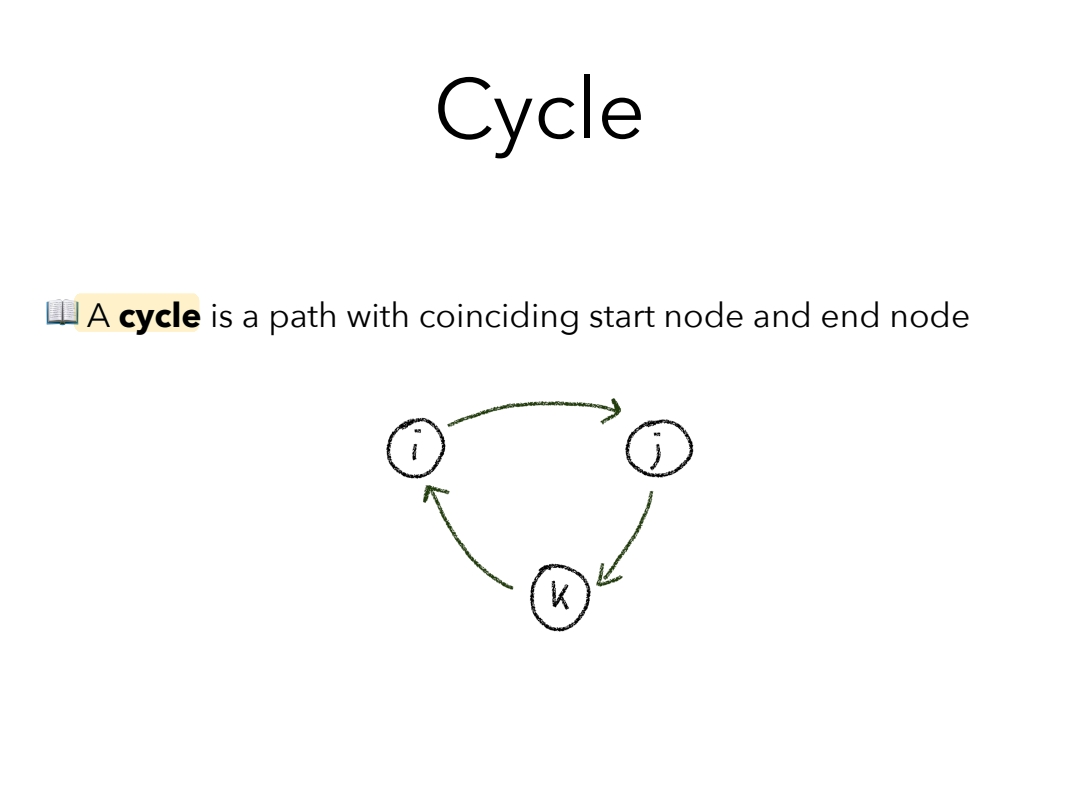 Cycle
📖 A cycle is a path with coinciding start node and end node
i
j
k